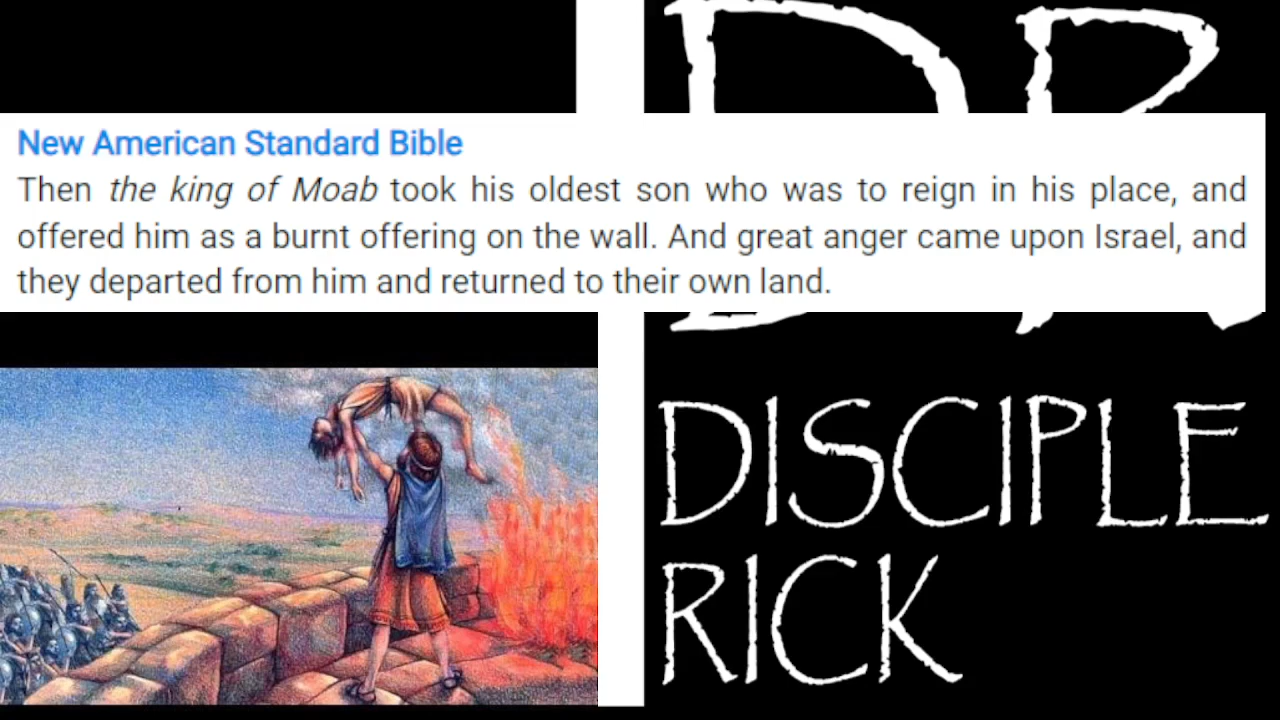 DR
New American Standard Bible
Then the king of Moab took his oldest son who was to reign in his place, and
offered him as a burnt offering on the wall. And great anger came upon Israel, and
they departed from him and returned to their own land.
DISCIPLE
RICK